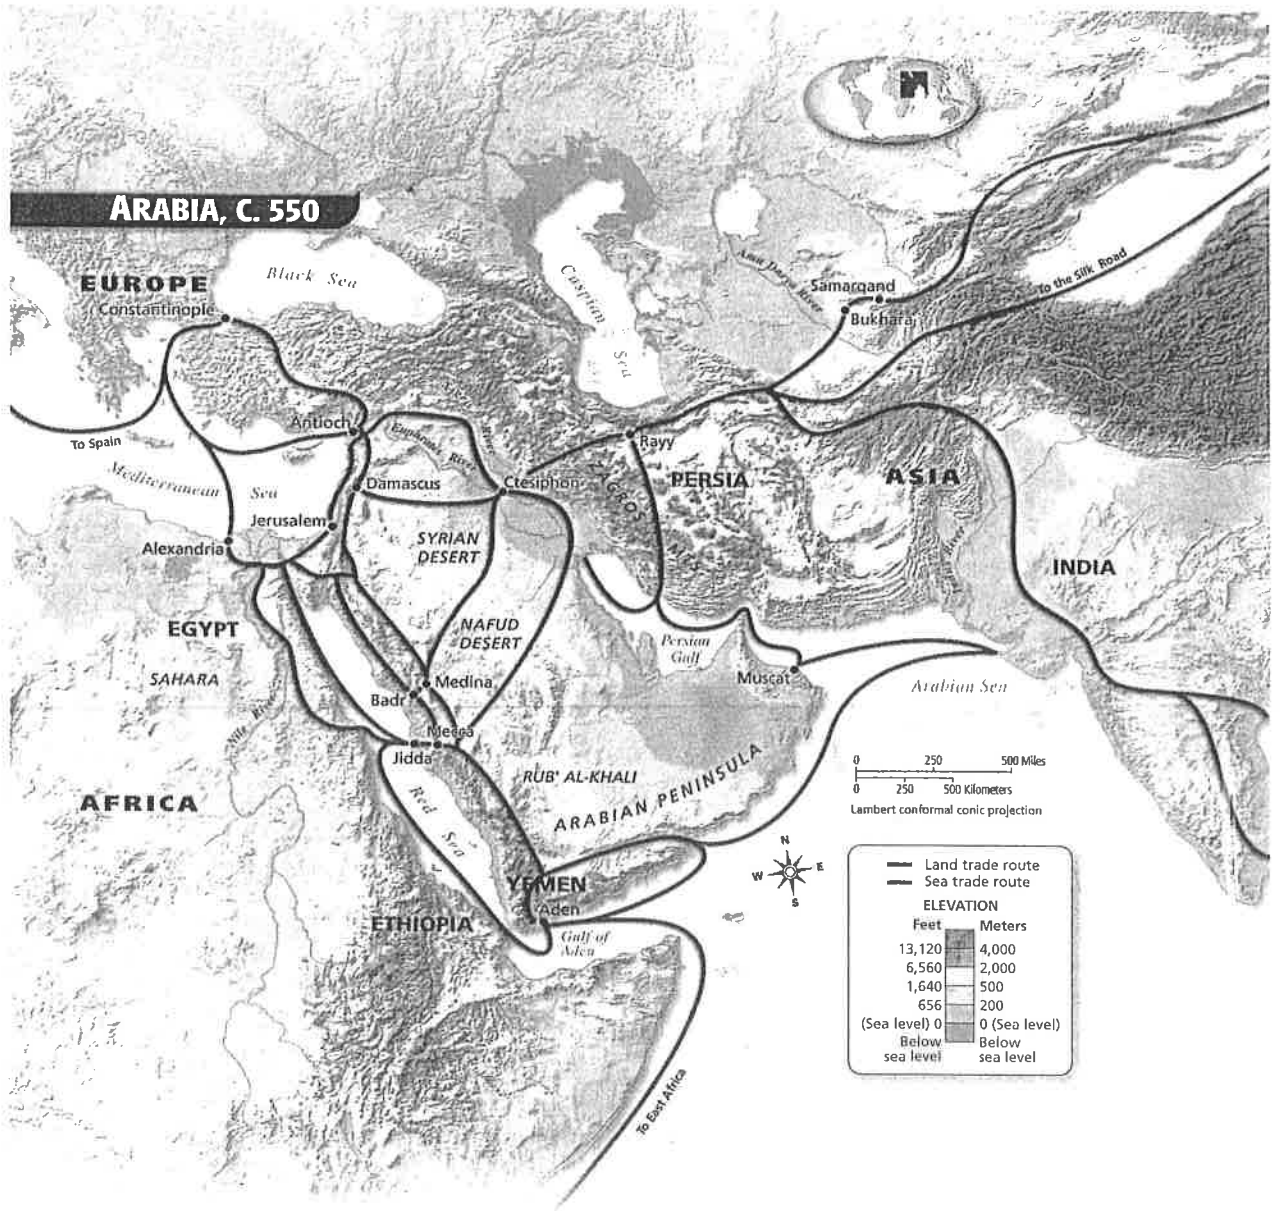 ARABIA, C. 550
EUROPE
Black Sea
Constantinople
Caspian
Sea
Amu Darya River
Samarqand
Bukhara
To the Silk Road
To Spain
Antioch
Euphrates River
River
Rayy
Mediterranean
Sea
Damascus
Ctesiphon
ZAGROS
PERSIA
ASIA
Jerusalem
SYRIAN
DESERT
River
Alexandria
INDIA
EGYPT
NAFUD
DESERT
Persian
Gulf
SAHARA
Medina
Muscat
Arabian Sea
Badr
Nile River
Mecca
Jidda
RUB' AL-KHALI
ARABIAN PENINSULA
AFRICA
Red
Sea
0 250 500 Miles
0 250 500 Kilometers
Lambert conformal conic projection
N
W E
S
YEMEN
Aden
ETHIOPIA
Gulf of
Aden
To East Africa
Land trade route
Sea trade route
ELEVATION
Feet Meters
13,120 4,000
6,560 2,000
1,640 500
656 200
(Sea level) 0 0 (Sea level)
Below Below
sea level sea level